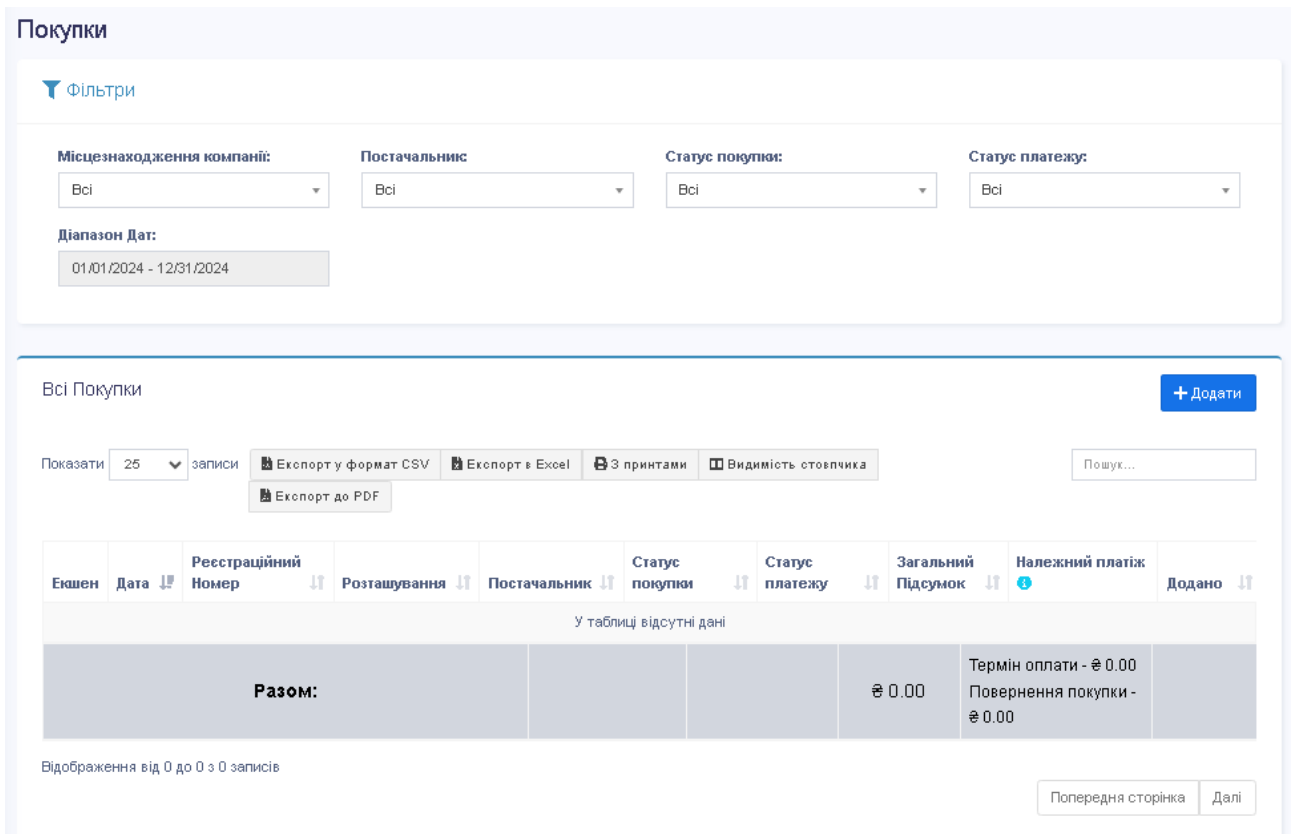 Покупки
Фільтри
Місцезнаходження компанії: Постачальник: Статус покупки: Статус платежу:
Всі Всі Всі Всі
Діапазон Дат:
01/01/2024 - 12/31/2024
Всі Покупки
Додати
Показати 25 записи Експорт у формат CSV Експорт в Excel З принтами Видимість стовпчика Пошук...
Експорт до PDF
Екшен Дата Реєстраційний Номер Розташування Постачальник Статус покупки Статус платежу Загальний Підсумок Належний платіж Додано
У таблиці відсутні дані
Разом: ₴ 0.00 Термін оплати - ₴ 0.00
Повернення покупки -
₴ 0.00
Відображення від 0 до 0 з 0 записів
Попередня сторінка Далі